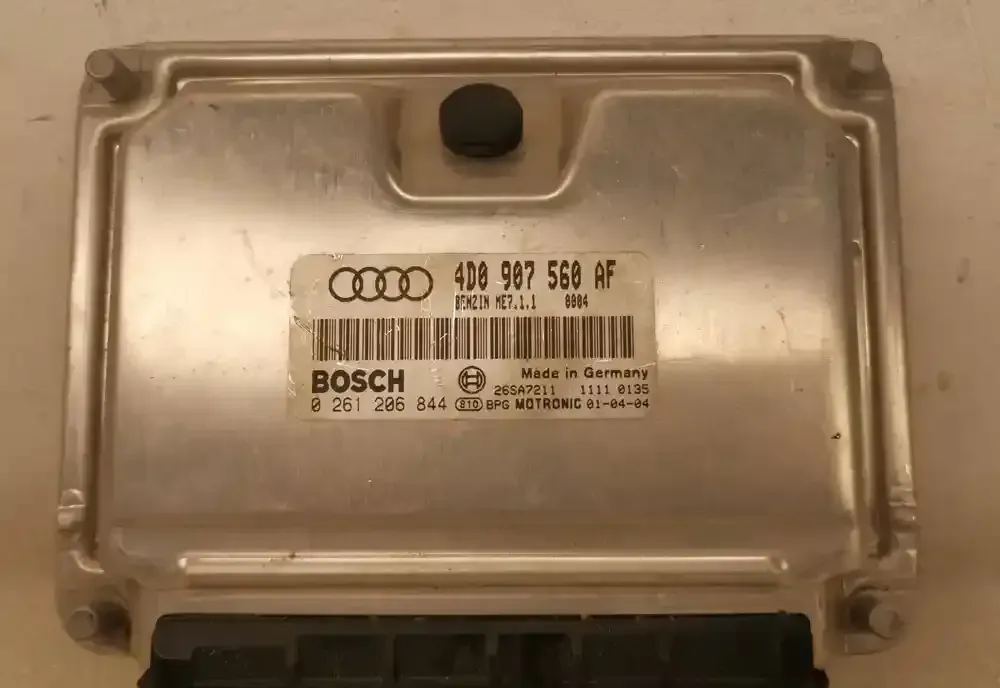 4D0 907 560 AF
BENZIN ME7.1.1 0004
BOSCH
Made in Germany
26SA7211 1111 0135
0 261 206 844 810 BPG MOTRONIC 01-04-04